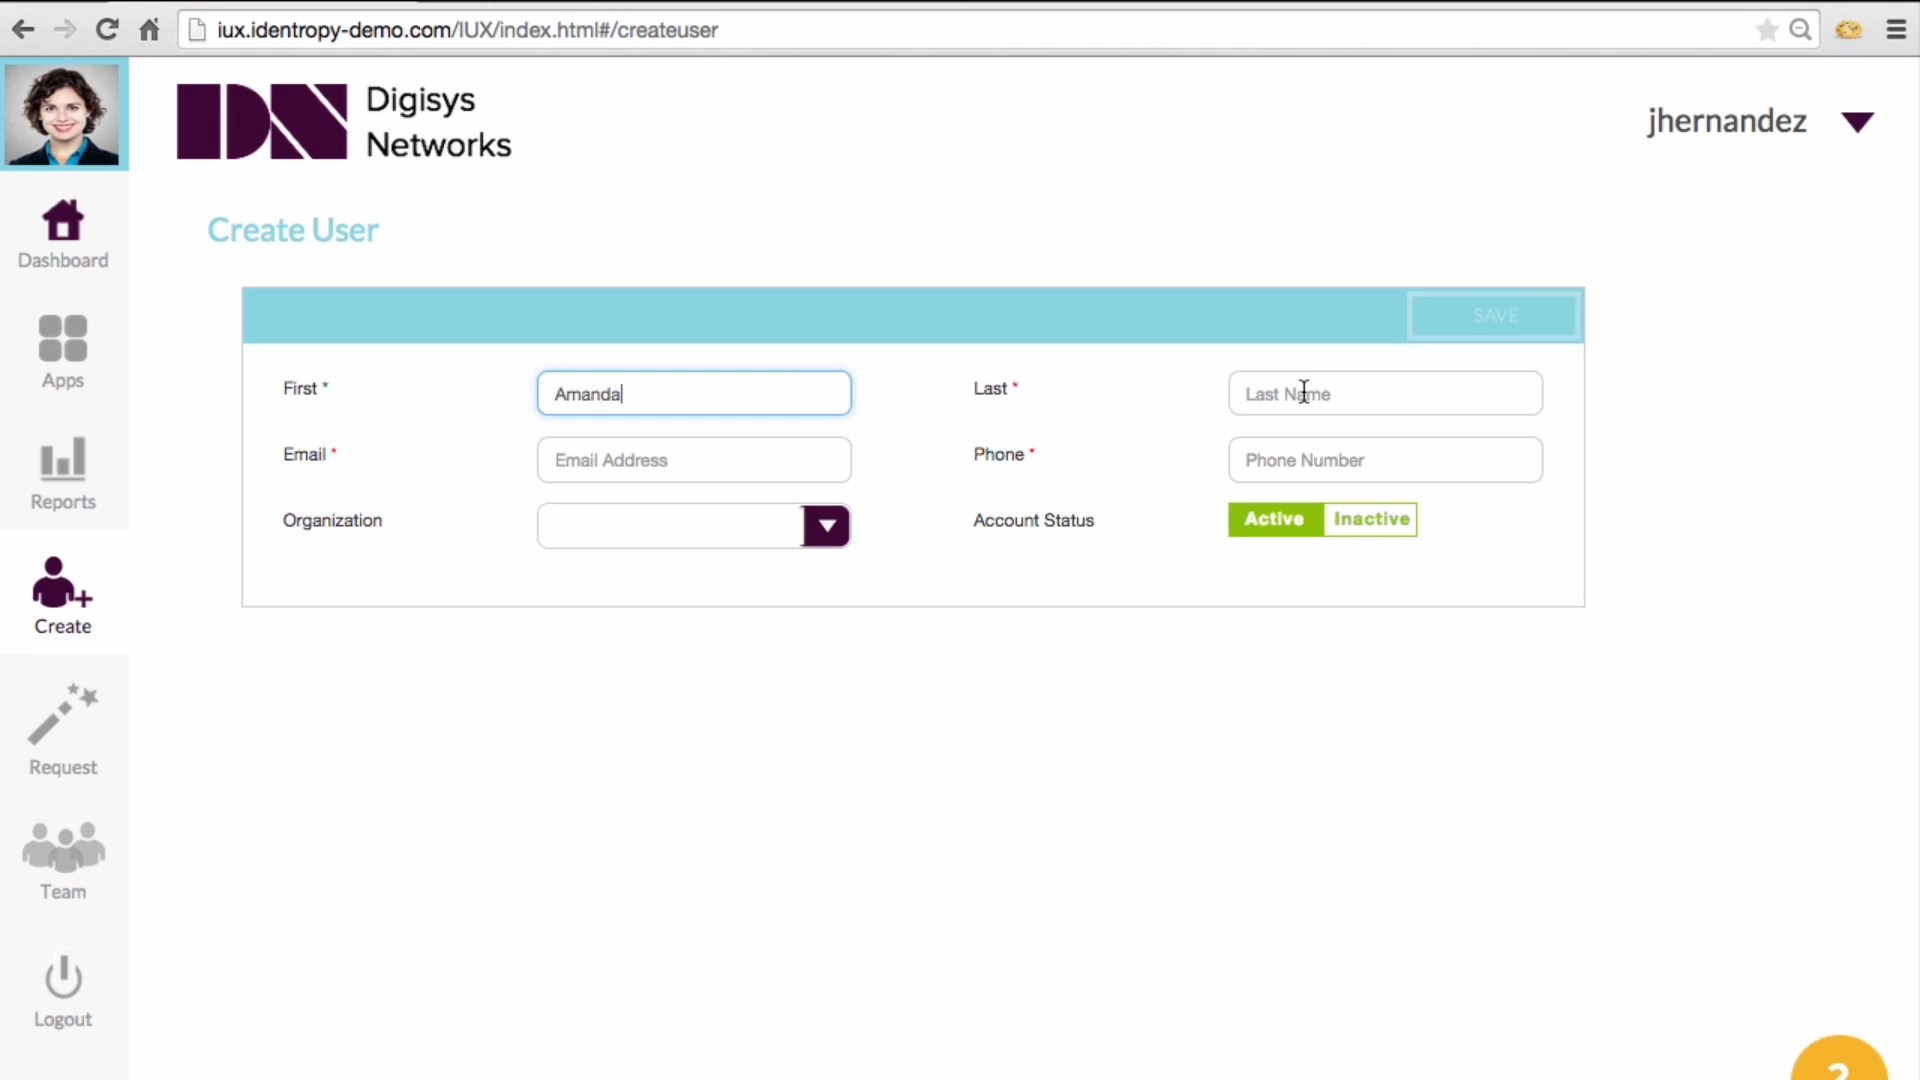 iux.identropy-demo.com/IUX/index.html#/createuser
Digisys
Networks
jhernandez
Dashboard
Apps
Reports
Create
Request
Team
Logout
Create User
SAVE
First * Amanda Last * Last Name
Email * Email Address Phone * Phone Number
Organization Account Status Active Inactive
?